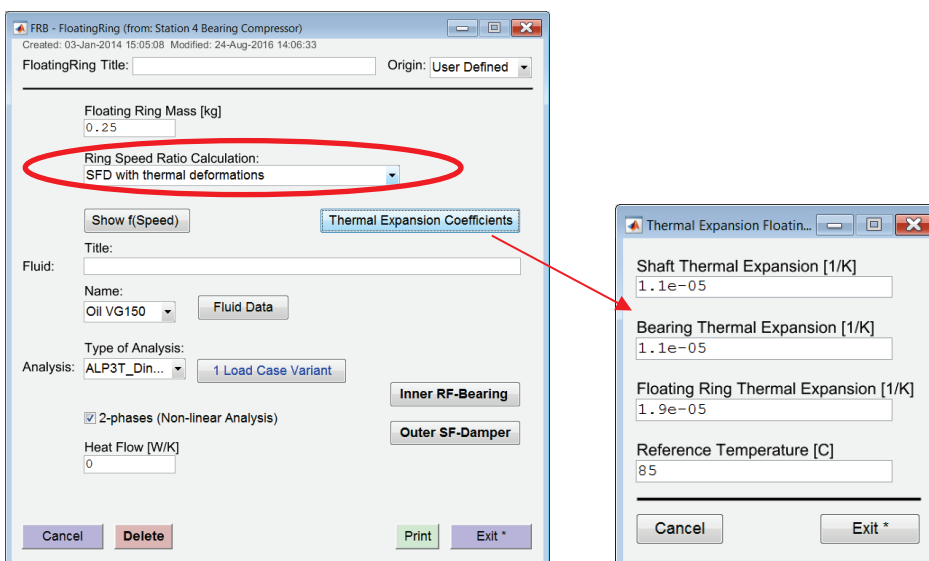 FRB - FloatingRing (from: Station 4 Bearing Compressor)
Created: 03-Jan-2014 15:05:08 Modified: 24-Aug-2016 14:06:33
FloatingRing Title: Origin: User Defined
Floating Ring Mass [kg]
0.25
Ring Speed Ratio Calculation:
SFD with thermal deformations
Show f(Speed) Thermal Expansion Coefficients
Title:
Fluid:
Name:
Oil VG150 Fluid Data
Type of Analysis:
Analysis: ALP3T_Din... 1 Load Case Variant
Inner RF-Bearing
2-phases (Non-linear Analysis)
Outer SF-Damper
Heat Flow [W/K]
0
Cancel Delete Print Exit *
Thermal Expansion Floatin...
Shaft Thermal Expansion [1/K]
1.1e-05
Bearing Thermal Expansion [1/K]
1.1e-05
Floating Ring Thermal Expansion [1/K]
1.9e-05
Reference Temperature [C]
85
Cancel Exit *